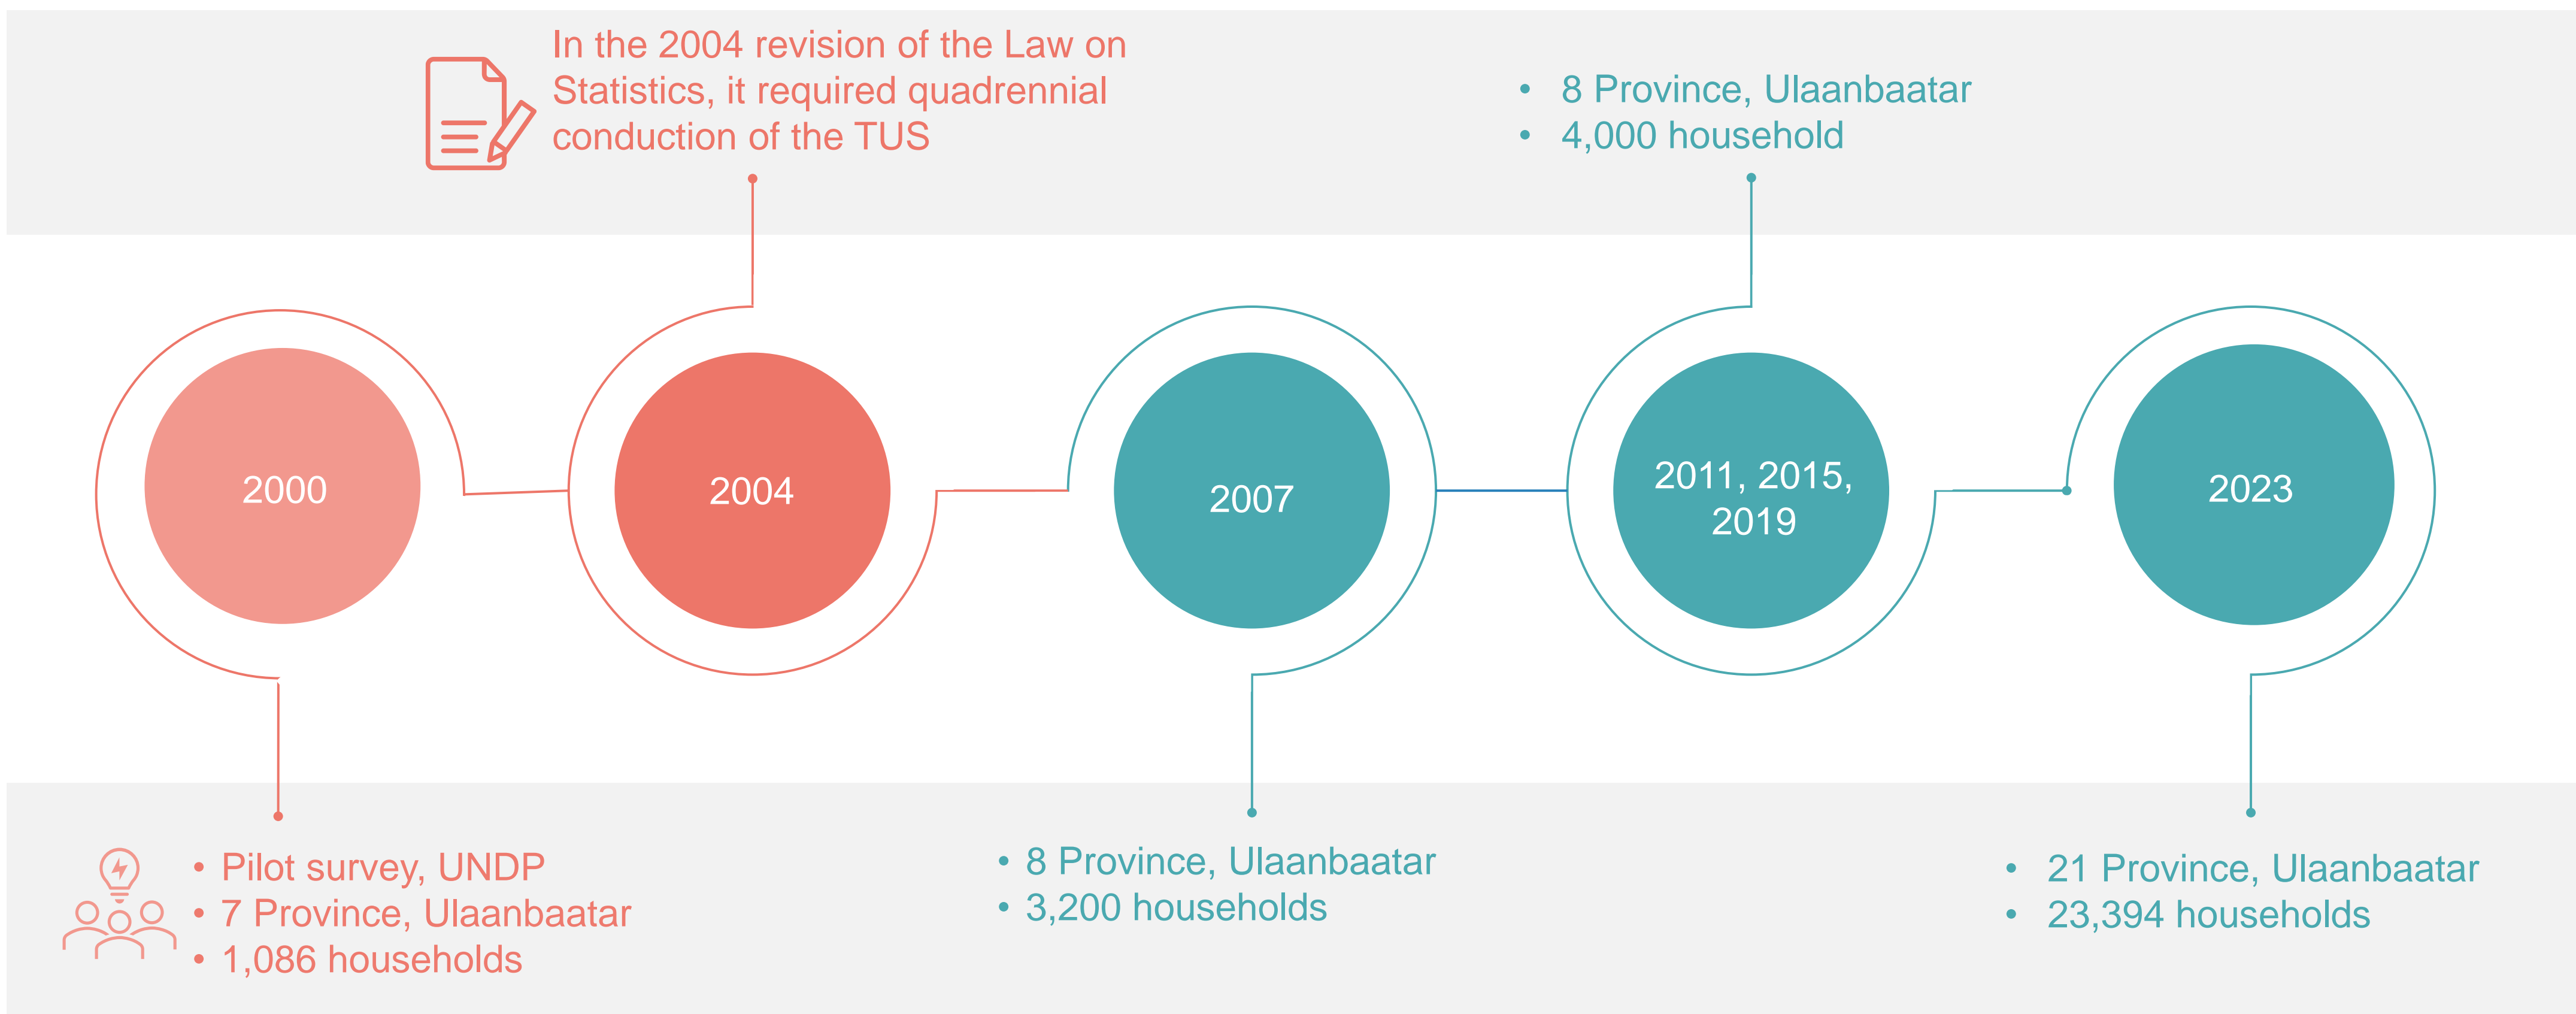 In the 2004 revision of the Law on
Statistics, it required quadrennial
conduction of the TUS
• 8 Province, Ulaanbaatar
• 4,000 household
2000
2004
2007
2011, 2015,
2019
2023
• Pilot survey, UNDP
• 7 Province, Ulaanbaatar
• 1,086 households
• 8 Province, Ulaanbaatar
• 3,200 households
• 21 Province, Ulaanbaatar
• 23,394 households